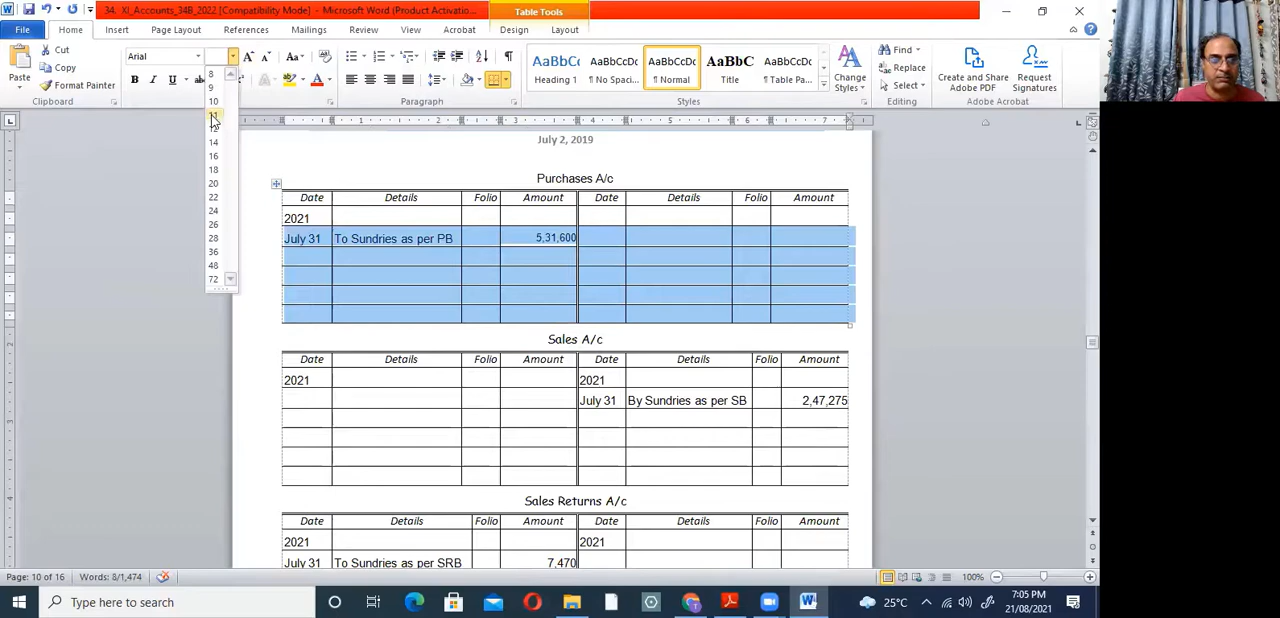 34. XI_Accounts_34B_2022 [Compatibility Mode] - Microsoft Word (Product Activatio...
Table Tools
File Home Insert Page Layout References Mailings Review View Acrobat Design Layout
Paste
Cut
Copy
Format Painter
Clipboard
Arial
B I U
Aa
A
Paragraph
AaBbCc AaBbCcDc AaBbCcDc AaBbC AaBbCcDc
Heading 1 ¶ No Spaci... ¶ Normal Title ¶ Table Pa...
Styles
Change Styles
Find
Replace
Select
Editing
Create and Share Adobe PDF
Request Signatures
Adobe Acrobat
8
9
10
11
14
16
18
20
22
24
26
28
36
48
72
July 2, 2019
Purchases A/c
Date Details Folio Amount Date Details Folio Amount
2021
July 31 To Sundries as per PB 5,31,600
Sales A/c
Date Details Folio Amount Date Details Folio Amount
2021 2021
July 31 By Sundries as per SB 2,47,275
Sales Returns A/c
Date Details Folio Amount Date Details Folio Amount
2021 2021
July 31 To Sundries as per SRB 7,470
Page: 10 of 16 Words: 8/1,474 100%
Type here to search
25°C
7:05 PM
21/08/2021